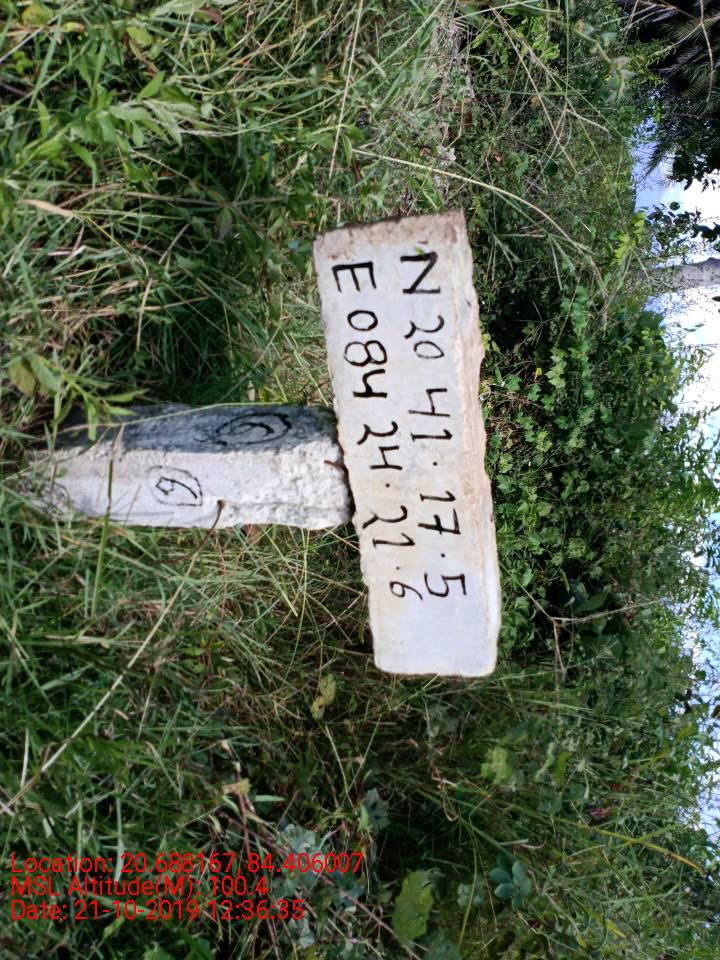 N 20 41.17.5
E 084 24.21.6
6
6
Location: 20.688167, 84.406007
MSL Altitude(M): 100.4
Date: 21-10-2019 12:36:35